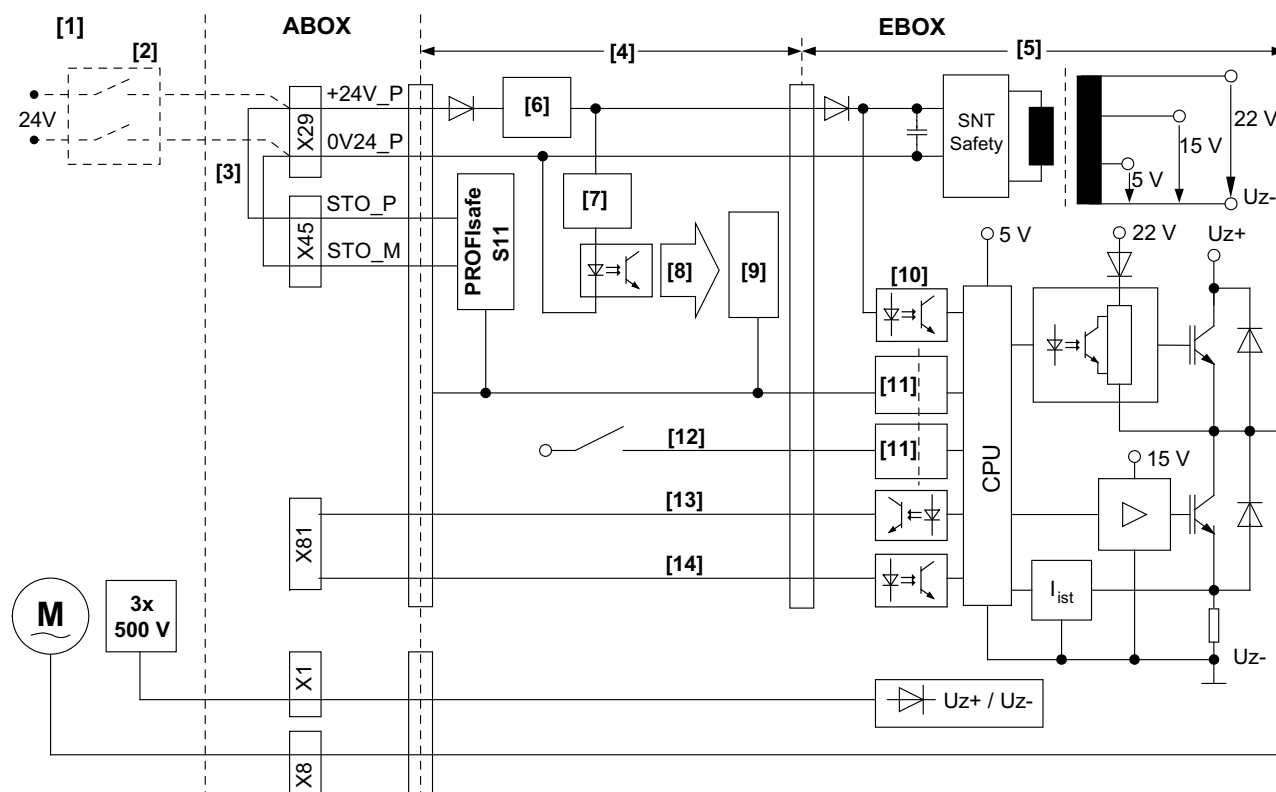 [1]
ABOX
EBOX
[2]
[4]
[5]
24V
X29
+24V_P
0V24_P
[6]
SNT
Safety
22 V
15 V
5 V
Uz-
[3]
X45
STO_P
STO_M
PROFIsafe
S11
[7]
[8]
[9]
[10]
5 V
22 V
Uz+
[11]
[12]
[11]
CPU
15 V
[13]
X81
[14]
Iist
M
3x
500 V
Uz-
X1
Uz+ / Uz-
X8